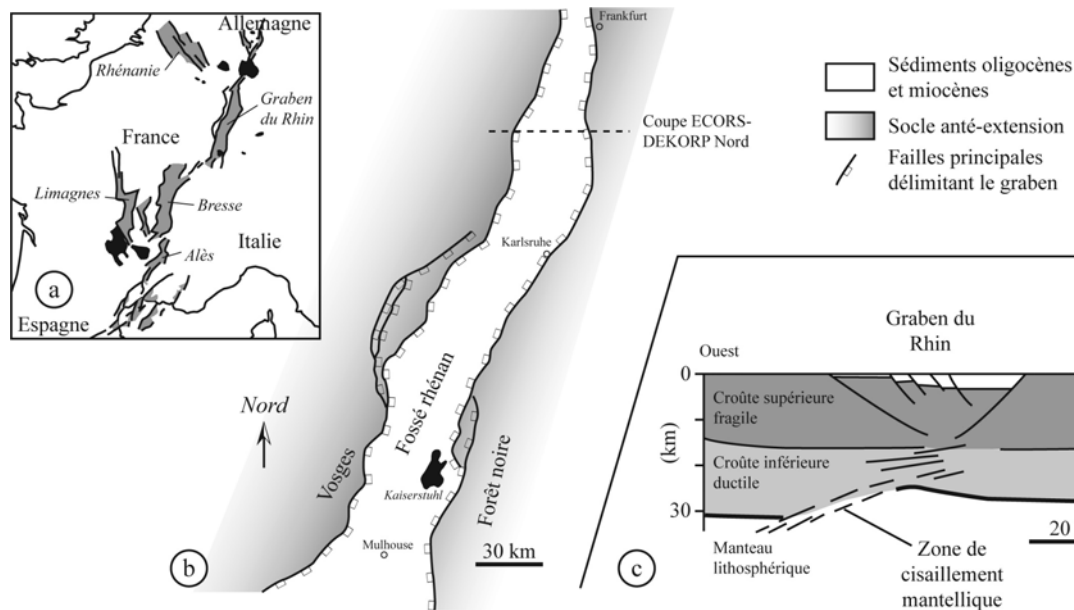 Allemagne
Rhénanie
Graben
du Rhin
France
Limagnes
Bresse
Italie
Alès
a
Espagne
Frankfurt
Coupe ECORS-
DEKORP Nord
Karlsruhe
Nord
Vosges
Fossé rhénan
Forêt noire
Kaiserstuhl
Mulhouse
b
30 km
Sédiments oligocènes
et miocènes
Socle anté-extension
Failles principales
délimitant le graben
Graben du
Rhin
Ouest
0
Croûte supérieure
fragile
(km)
Croûte inférieure
ductile
30
20
Manteau
lithosphérique
Zone de
cisaillement
mantellique
c